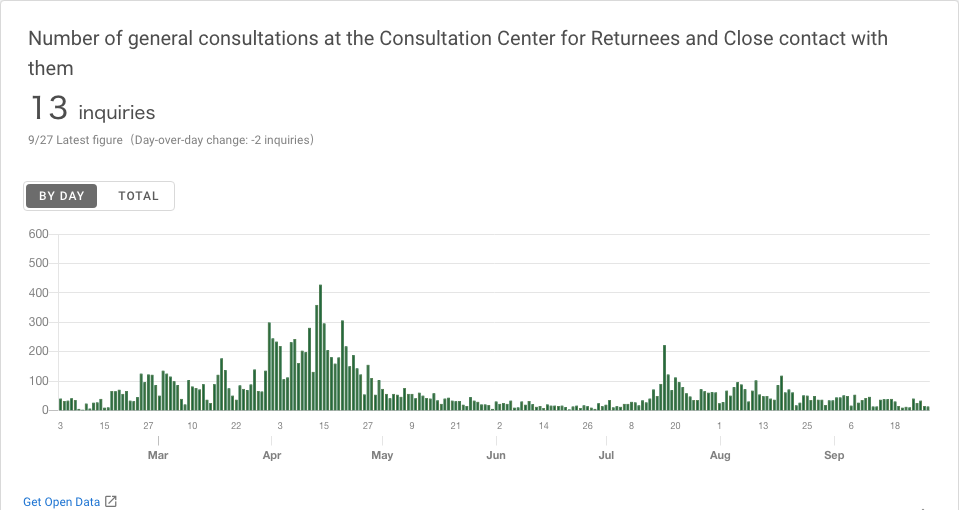 Number of general consultations at the Consultation Center for Returnees and Close contact with
them
13 inquiries
9/27 Latest figure（Day-over-day change: -2 inquiries）
BY DAY TOTAL
600
500
400
300
200
100
0
3 15 27 10 22 3 15 27 9 21 2 14 26 8 20 1 13 25 6 18
Mar Apr May Jun Jul Aug Sep
Get Open Data